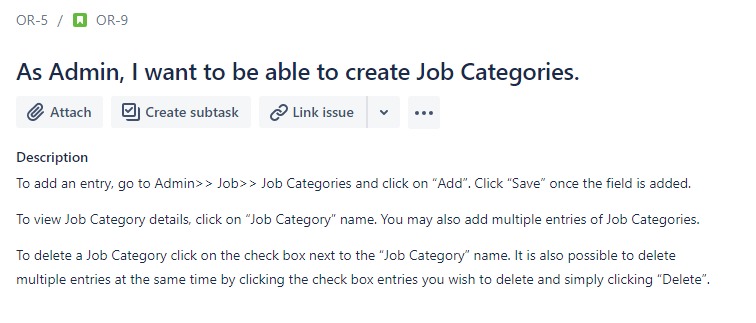 OR-5 / OR-9
As Admin, I want to be able to create Job Categories.
Attach Create subtask Link issue
Description
To add an entry, go to Admin>> Job>> Job Categories and click on “Add”. Click “Save” once the field is added.
To view Job Category details, click on “Job Category” name. You may also add multiple entries of Job Categories.
To delete a Job Category click on the check box next to the “Job Category” name. It is also possible to delete
multiple entries at the same time by clicking the check box entries you wish to delete and simply clicking “Delete”.